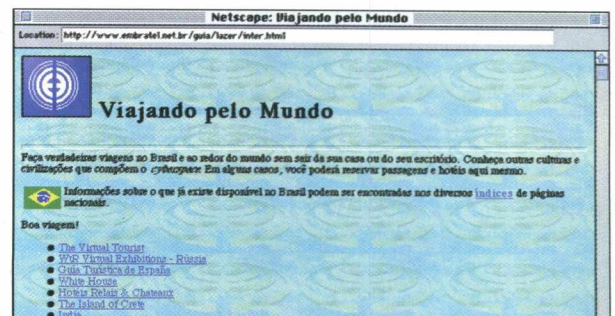 Netscape: Viajando pelo Mundo
Location: http://www.embratel.net.br/guia/lazer/inter.html
Viajando pelo Mundo
Faça verdadeiras viagens no Brasil e ao redor do mundo sem sair da sua casa ou do seu escritório. Conheça outras culturas e
civilizações que compõem o cyberspace. Em alguns casos, você poderá reservar passagens e hotéis aqui mesmo.
Informações sobre o que já existe disponível no Brasil podem ser encontradas nos diversos índices de páginas
nacionais.
Boa viagem!
The Virtual Tourist
WtR Virtual Exhibitions - Rússia
Guia Turística de España
White House
Hotéis Relais & Chateaux
The Island of Crete
India